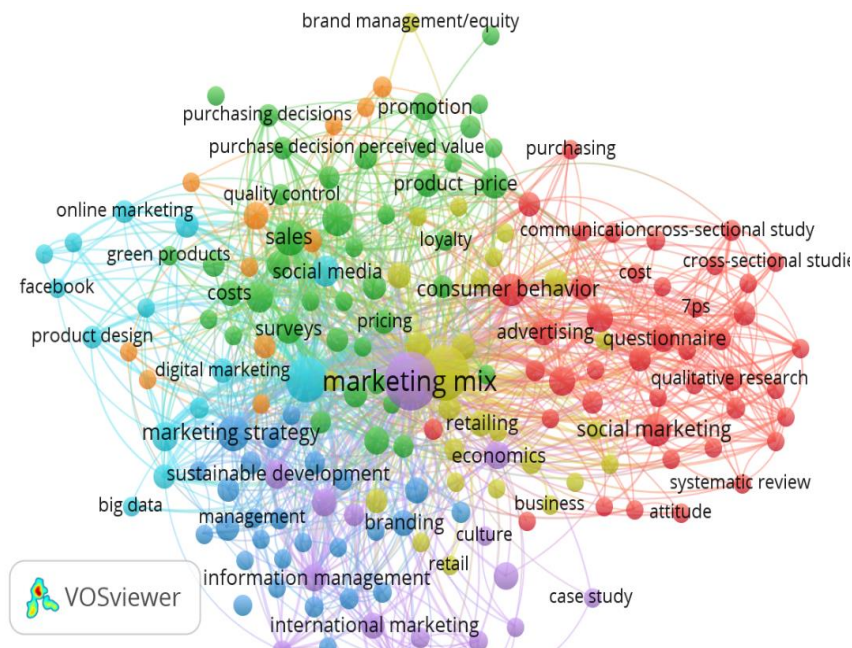 brand management/equity
purchasing decisions
promotion
purchase decision perceived value
purchasing
quality control
product price
online marketing
communicationcross-sectional study
sales
loyalty
green products
social media
cost
cross-sectional studie
facebook
costs
consumer behavior
7ps
surveys
pricing
advertising
questionnaire
product design
digital marketing
marketing mix
qualitative research
marketing strategy
retailing
social marketing
economics
sustainable development
systematic review
big data
management
branding
business
attitude
culture
retail
information management
case study
VOSviewer
international marketing